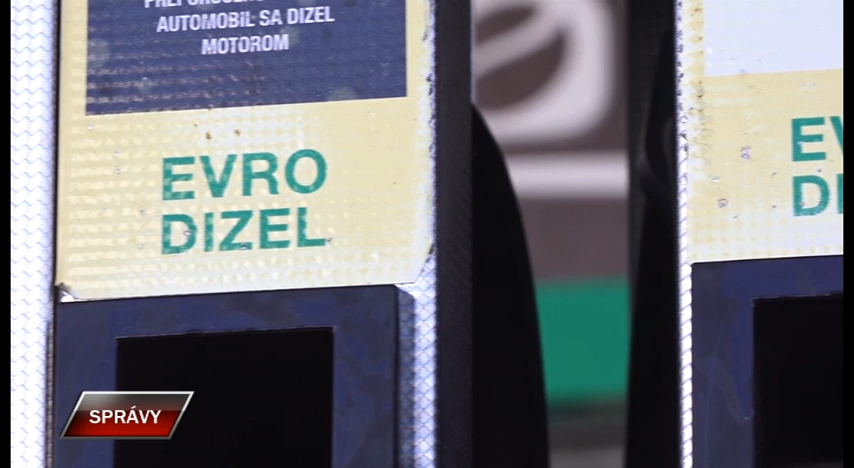 AUTOMOBIL SA DIZEL
MOTOROM
EVRO
DIZEL
SPRÁVY